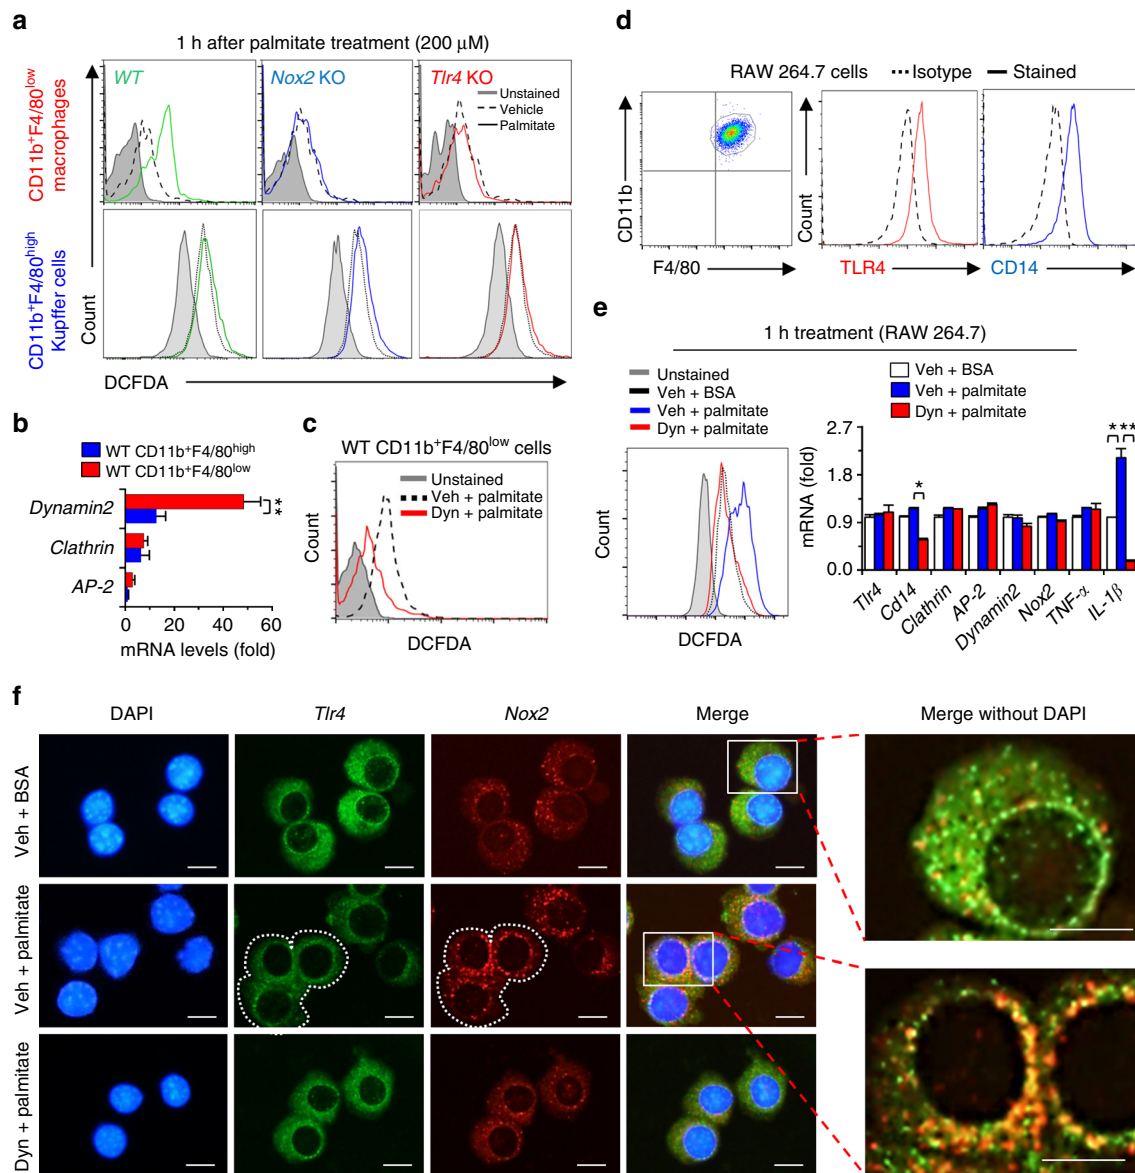 a
1 h after palmitate treatment (200 μM)
CD11b⁺F4/80ˡᵒʷ
macrophages
WT
Nox2 KO
Tlr4 KO
Unstained
Vehicle
Palmitate
CD11b⁺F4/80ʰⁱᵍʰ
Kupffer cells
Count
DCFDA
b
WT CD11b⁺F4/80ʰⁱᵍʰ
WT CD11b⁺F4/80ˡᵒʷ
Dynamin2
Clathrin
AP-2
**
0 20 40 60
mRNA levels (fold)
c
WT CD11b⁺F4/80ˡᵒʷ cells
Unstained
Veh + palmitate
Dyn + palmitate
Count
DCFDA
d
RAW 264.7 cells
Isotype
Stained
CD11b
F4/80
Count
TLR4
CD14
e
1 h treatment (RAW 264.7)
Unstained
Veh + BSA
Veh + palmitate
Dyn + palmitate
Count
DCFDA
Veh + BSA
Veh + palmitate
Dyn + palmitate
mRNA (fold)
2.7
1.8
0.9
0.0
*
* ***
Tlr4
Cd14
Clathrin
AP-2
Dynamin2
Nox2
TNF-α
IL-1β
f
DAPI
Tlr4
Nox2
Merge
Merge without DAPI
Veh + BSA
Veh + palmitate
Dyn + palmitate